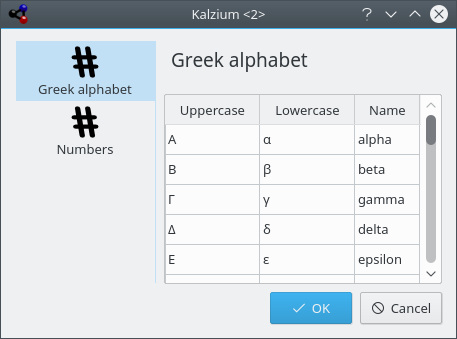 Kalzium <2>
Greek alphabet
Numbers
Greek alphabet
Uppercase Lowercase Name
Α α alpha
Β β beta
Γ γ gamma
Δ δ delta
Ε ε epsilon
OK Cancel